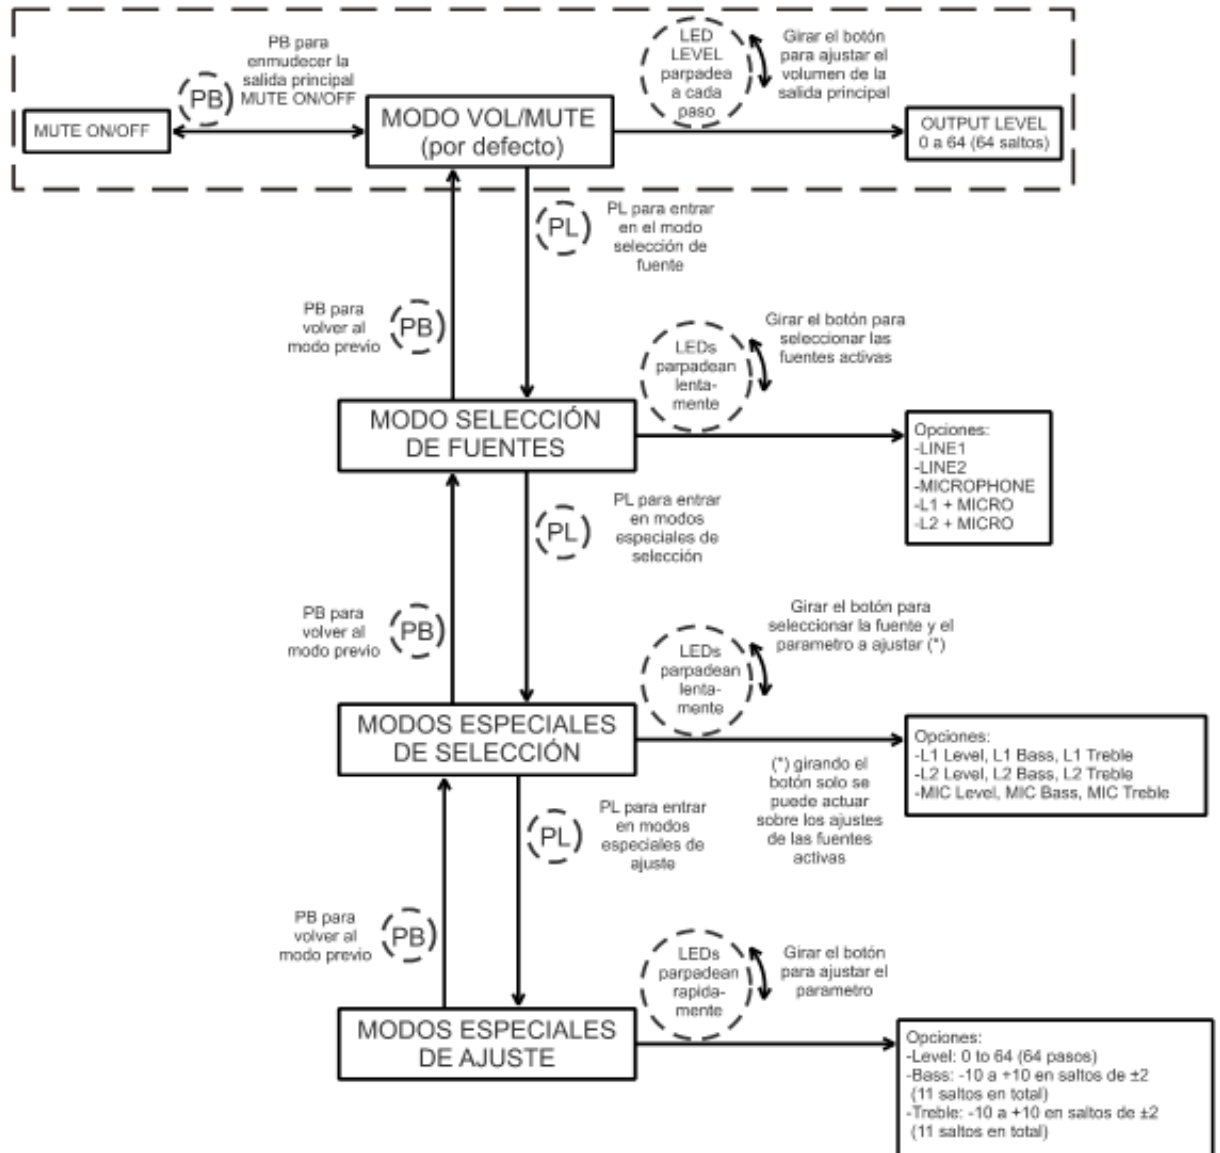 PB para
enmudecer la
salida principal
MUTE ON/OFF
PB
MUTE ON/OFF
MODO VOL/MUTE
(por defecto)
LED
LEVEL
parpadea
a cada
paso
Girar el botón
para ajustar el
volumen de la
salida principal
OUTPUT LEVEL
0 a 64 (64 saltos)
PL
PL para entrar
en el modo
selección de
fuente
PB para
volver al
modo previo
PB
LEDs
parpadean
lenta-
mente
Girar el botón para
seleccionar las
fuentes activas
MODO SELECCIÓN
DE FUENTES
Opciones:
-LINE1
-LINE2
-MICROPHONE
-L1 + MICRO
-L2 + MICRO
PL
PL para entrar
en modos
especiales de
selección
PB para
volver al
modo previo
PB
LEDs
parpadean
lenta-
mente
Girar el botón para
seleccionar la fuente y el
parametro a ajustar (*)
MODOS ESPECIALES
DE SELECCIÓN
Opciones:
-L1 Level, L1 Bass, L1 Treble
-L2 Level, L2 Bass, L2 Treble
-MIC Level, MIC Bass, MIC Treble
(*) girando el
botón solo se
puede actuar
sobre los ajustes
de las fuentes
activas
PL
PL para entrar
en modos
especiales de
ajuste
PB para
volver al
modo previo
PB
LEDs
parpadean
rapida-
mente
Girar el botón
para ajustar el
parametro
MODOS ESPECIALES
DE AJUSTE
Opciones:
-Level: 0 to 64 (64 pasos)
-Bass: -10 a +10 en saltos de ±2
(11 saltos en total)
-Treble: -10 a +10 en saltos de ±2
(11 saltos en total)